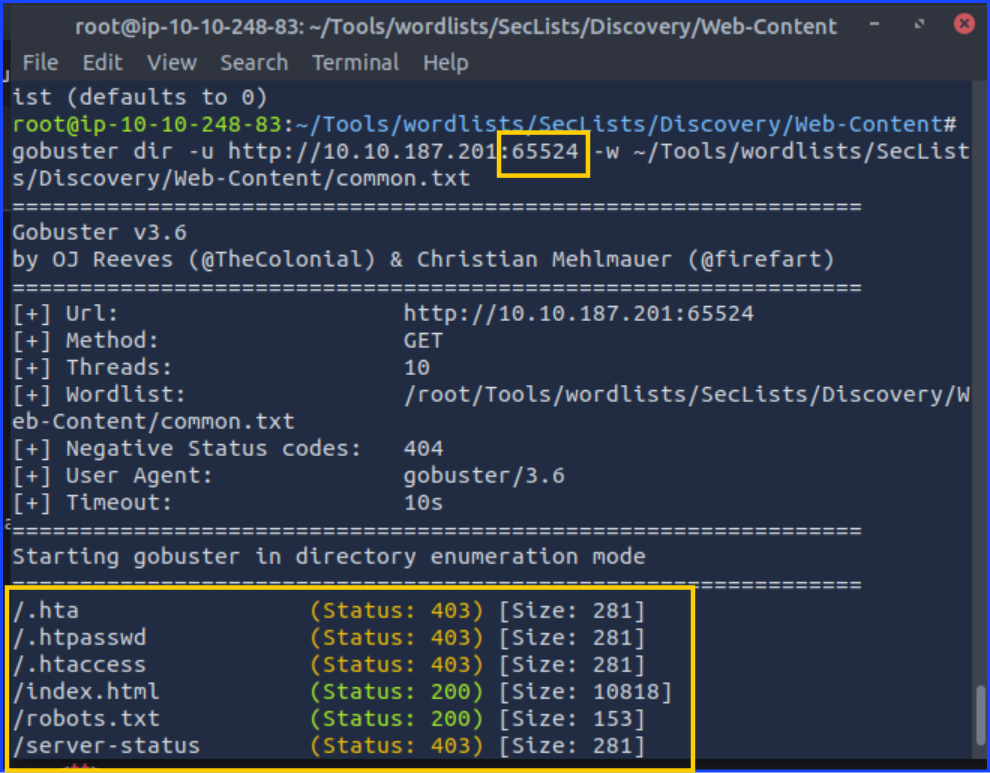 root@ip-10-10-248-83: ~/Tools/wordlists/SecLists/Discovery/Web-Content
File Edit View Search Terminal Help
ist (defaults to 0)
root@ip-10-10-248-83:~/Tools/wordlists/SecLists/Discovery/Web-Content#
gobuster dir -u http://10.10.187.201:65524 -w ~/Tools/wordlists/SecList
s/Discovery/Web-Content/common.txt
===============================================================
Gobuster v3.6
by OJ Reeves (@TheColonial) & Christian Mehlmauer (@firefart)
===============================================================
[+] Url: http://10.10.187.201:65524
[+] Method: GET
[+] Threads: 10
[+] Wordlist: /root/Tools/wordlists/SecLists/Discovery/W
eb-Content/common.txt
[+] Negative Status codes: 404
[+] User Agent: gobuster/3.6
[+] Timeout: 10s
===============================================================
Starting gobuster in directory enumeration mode
===============================================================
/.hta (Status: 403) [Size: 281]
/.htpasswd (Status: 403) [Size: 281]
/.htaccess (Status: 403) [Size: 281]
/index.html (Status: 200) [Size: 10818]
/robots.txt (Status: 200) [Size: 153]
/server-status (Status: 403) [Size: 281]